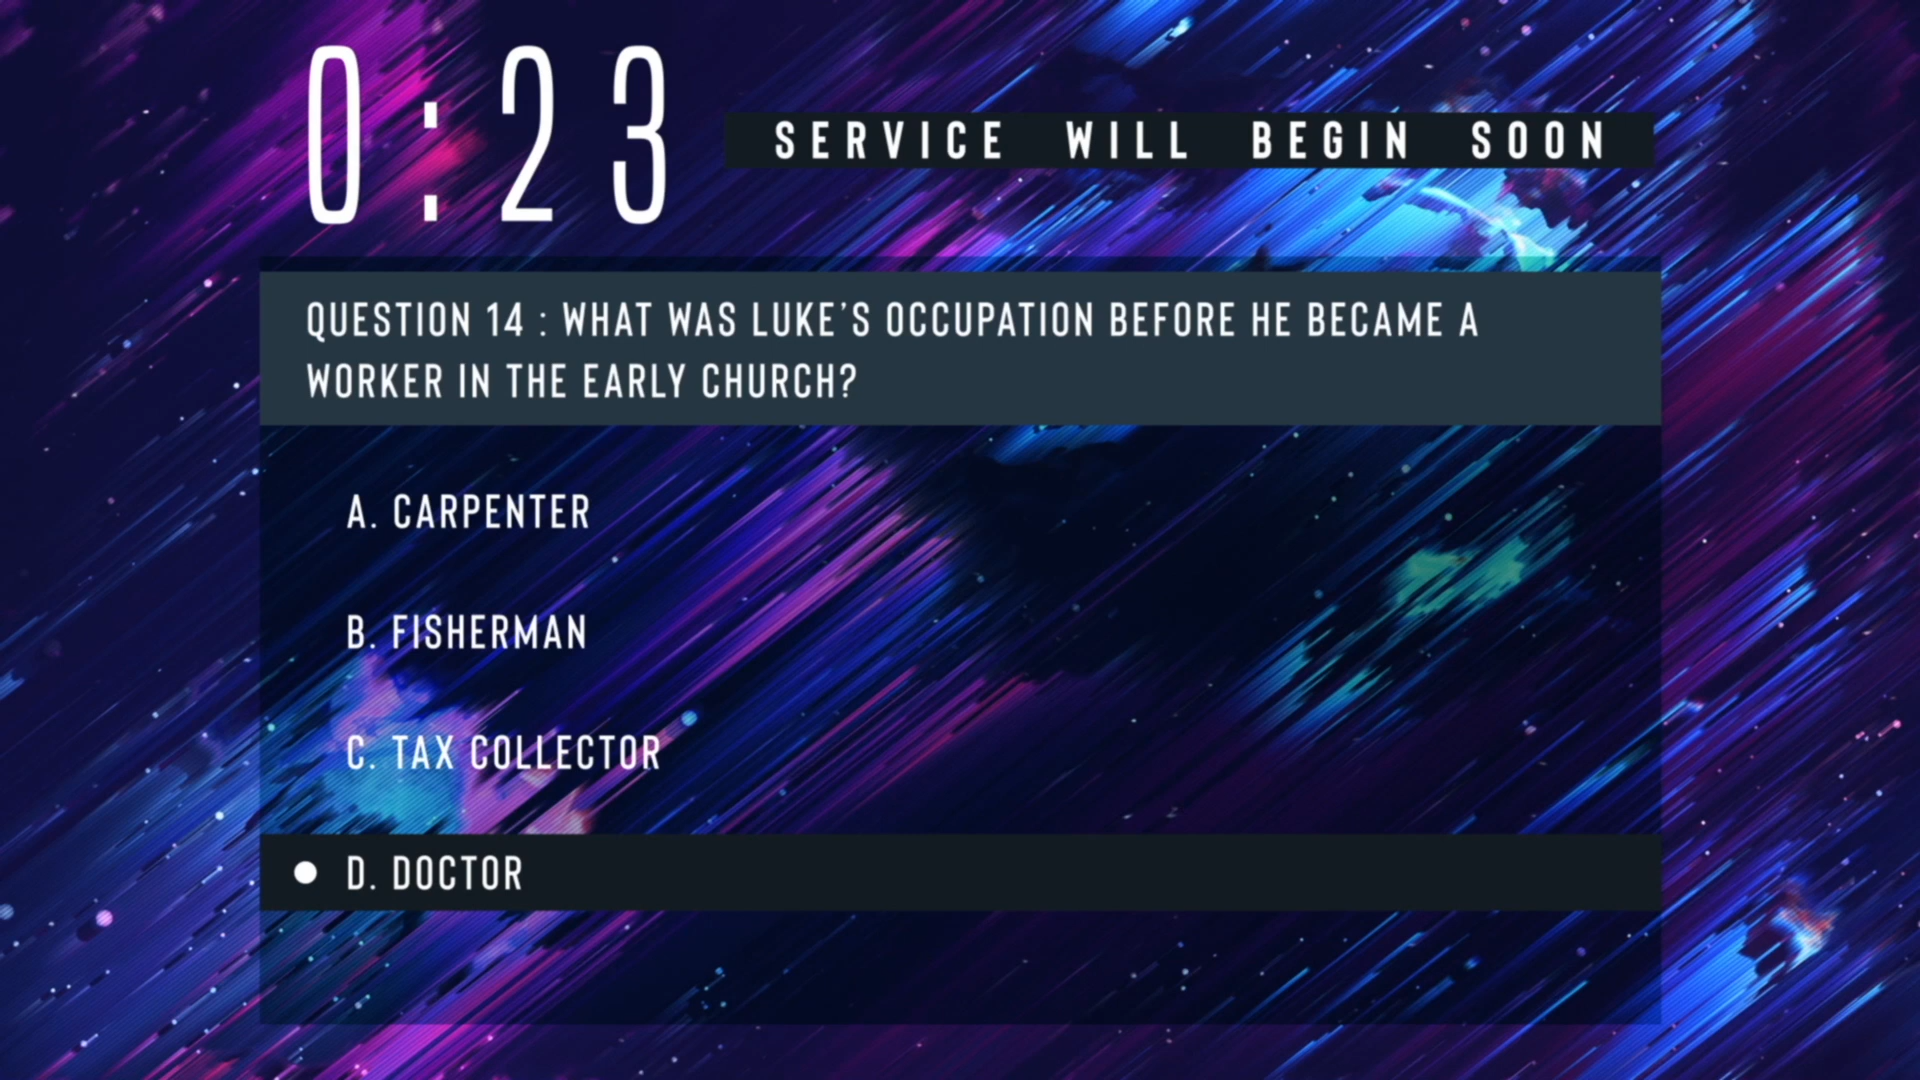 0:23
SERVICE WILL BEGIN SOON
QUESTION 14 : WHAT WAS LUKE'S OCCUPATION BEFORE HE BECAME A
WORKER IN THE EARLY CHURCH?
A. CARPENTER
B. FISHERMAN
C. TAX COLLECTOR
D. DOCTOR